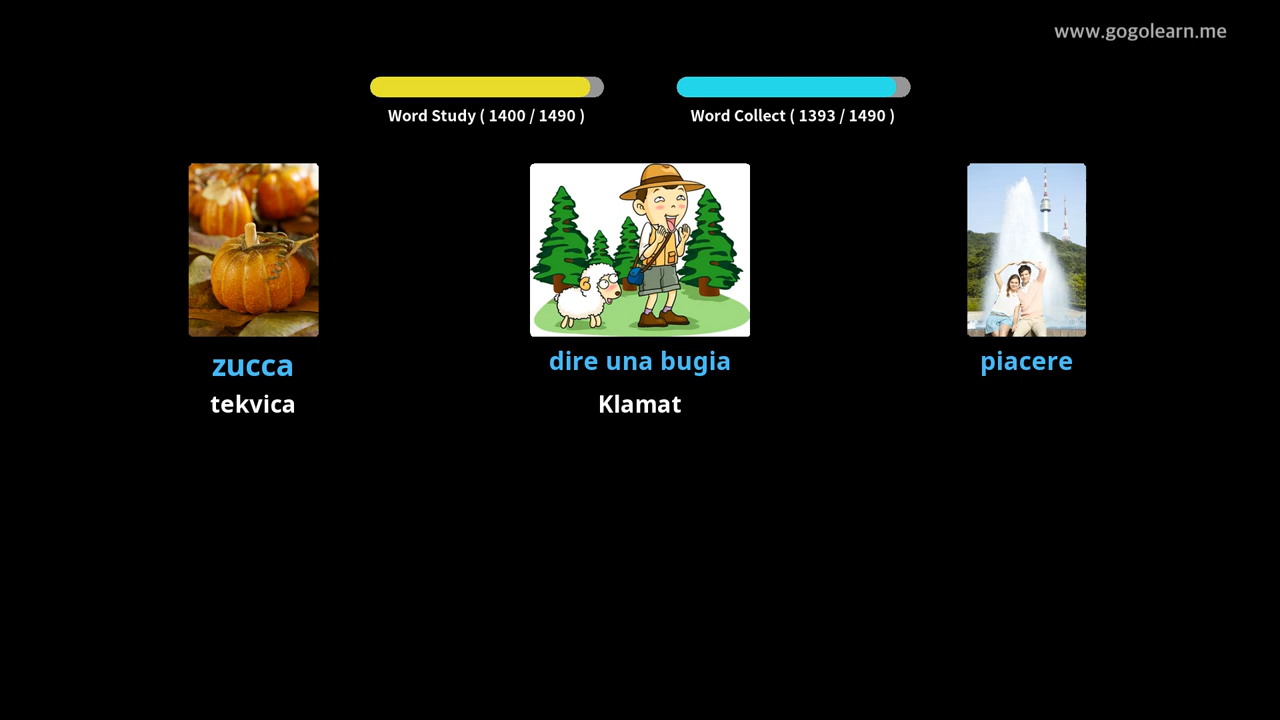 www.gogolearn.me
Word Study ( 1400 / 1490 )
Word Collect ( 1393 / 1490 )
zucca
dire una bugia
piacere
tekvica
Klamat